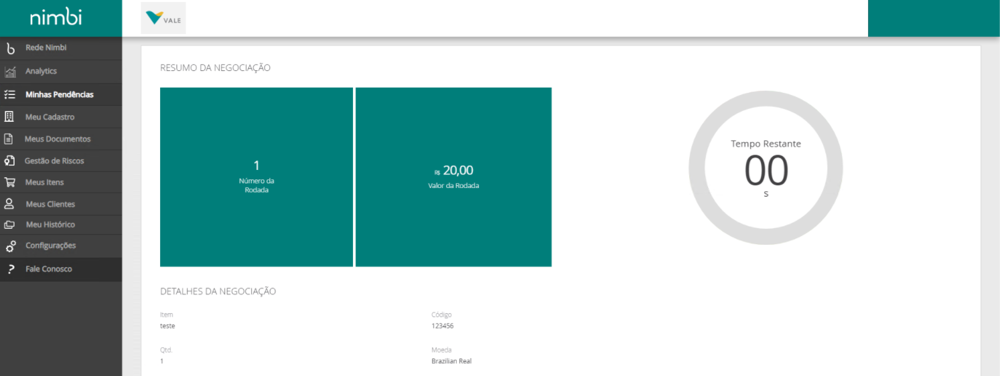 nimbi
VALE
Rede Nimbi
Analytics
Minhas Pendências
Meu Cadastro
Meus Documentos
Gestão de Riscos
Meus Itens
Meus Clientes
Meu Histórico
Configurações
Fale Conosco
RESUMO DA NEGOCIAÇÃO
1
Número da
Rodada
R$ 20,00
Valor da Rodada
Tempo Restante
00
s
DETALHES DA NEGOCIAÇÃO
Item
teste
Código
123456
Qtd.
1
Moeda
Brazilian Real